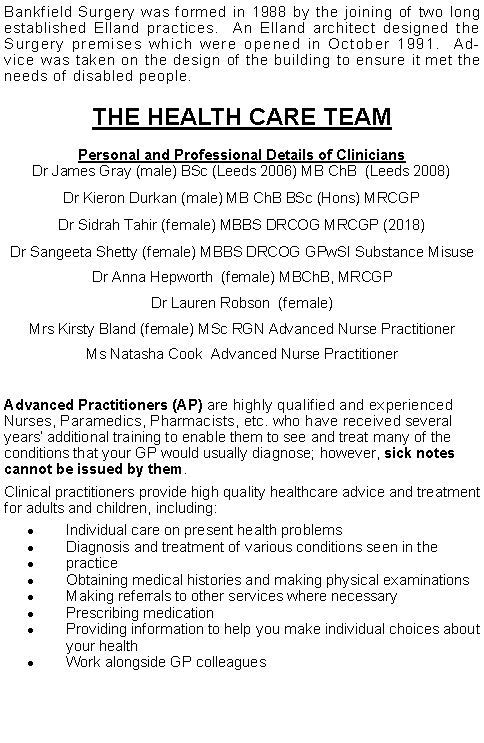 Bankfield Surgery was formed in 1988 by the joining of two long
established Elland practices.  An Elland architect designed the
Surgery premises which were opened in October 1991.  Ad-
vice was taken on the design of the building to ensure it met the
needs of disabled people.
THE HEALTH CARE TEAM
Personal and Professional Details of Clinicians
Dr James Gray (male) BSc (Leeds 2006) MB ChB  (Leeds 2008)
Dr Kieron Durkan (male) MB ChB BSc (Hons) MRCGP
Dr Sidrah Tahir (female) MBBS DRCOG MRCGP (2018)
Dr Sangeeta Shetty (female) MBBS DRCOG GPwSI Substance Misuse
Dr Anna Hepworth  (female) MBChB, MRCGP
Dr Lauren Robson  (female)
Mrs Kirsty Bland (female) MSc RGN Advanced Nurse Practitioner
Ms Natasha Cook  Advanced Nurse Practitioner
Advanced Practitioners (AP) are highly qualified and experienced
Nurses, Paramedics, Pharmacists, etc. who have received several
years' additional training to enable them to see and treat many of the
conditions that your GP would usually diagnose; however, sick notes
cannot be issued by them.
Clinical practitioners provide high quality healthcare advice and treatment
for adults and children, including:
• Individual care on present health problems
• Diagnosis and treatment of various conditions seen in the
• practice
• Obtaining medical histories and making physical examinations
• Making referrals to other services where necessary
• Prescribing medication
• Providing information to help you make individual choices about
your health
• Work alongside GP colleagues